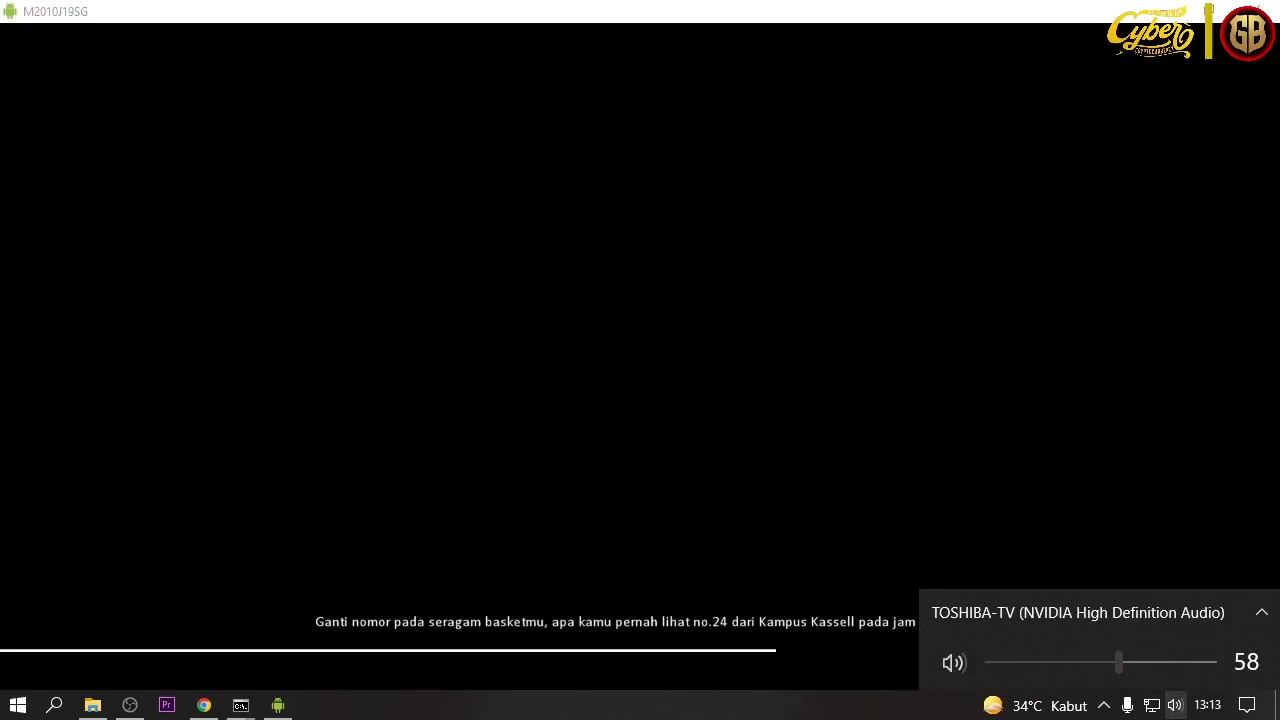 M2010J19SG
Cyber
GB
Ganti nomor pada seragam basketmu, apa kamu pernah lihat no.24 dari Kampus Kassell pada jam
TOSHIBA-TV (NVIDIA High Definition Audio)
58
Pr
34°C Kabut
13:13